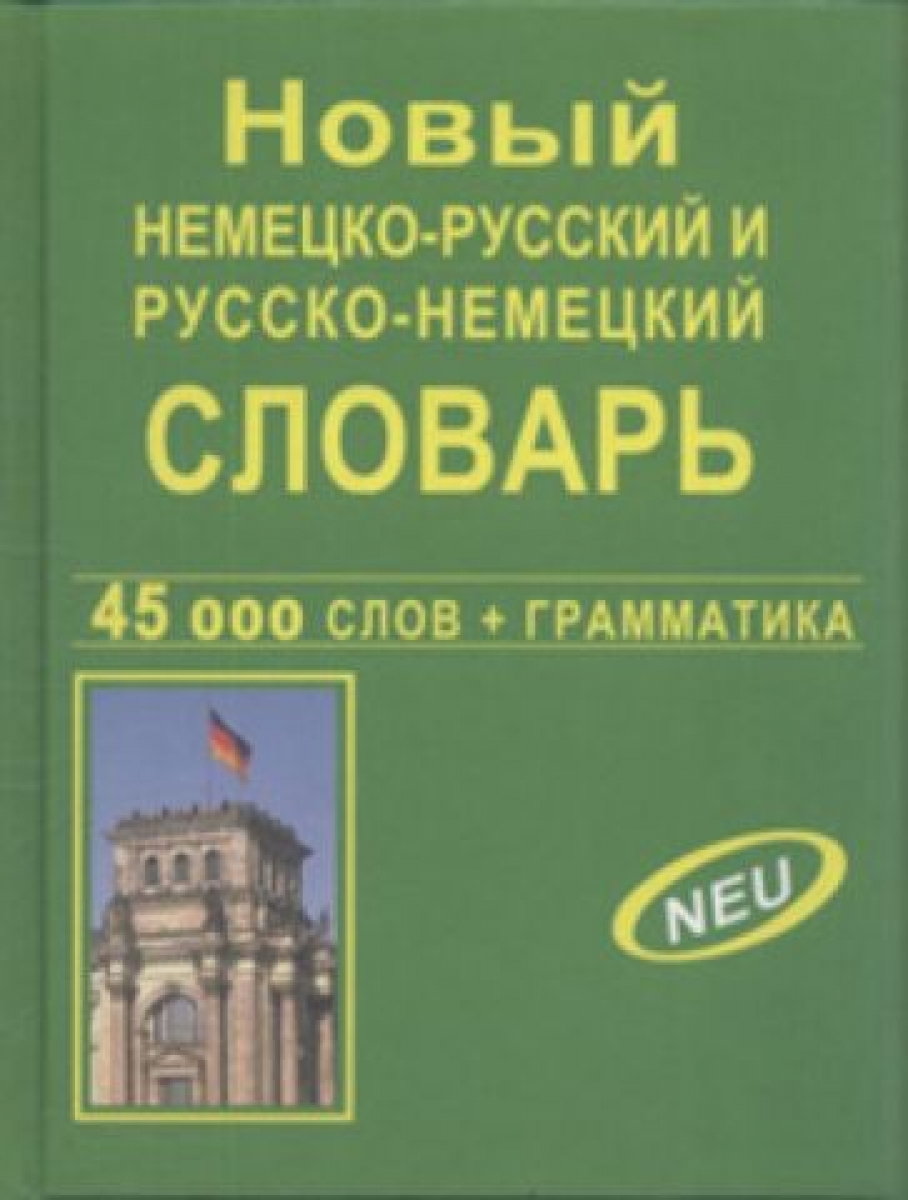 Новый
НЕМЕЦКО-РУССКИЙ И
РУССКО-НЕМЕЦКИЙ
СЛОВАРЬ
45 000 СЛОВ + ГРАММАТИКА
NEU